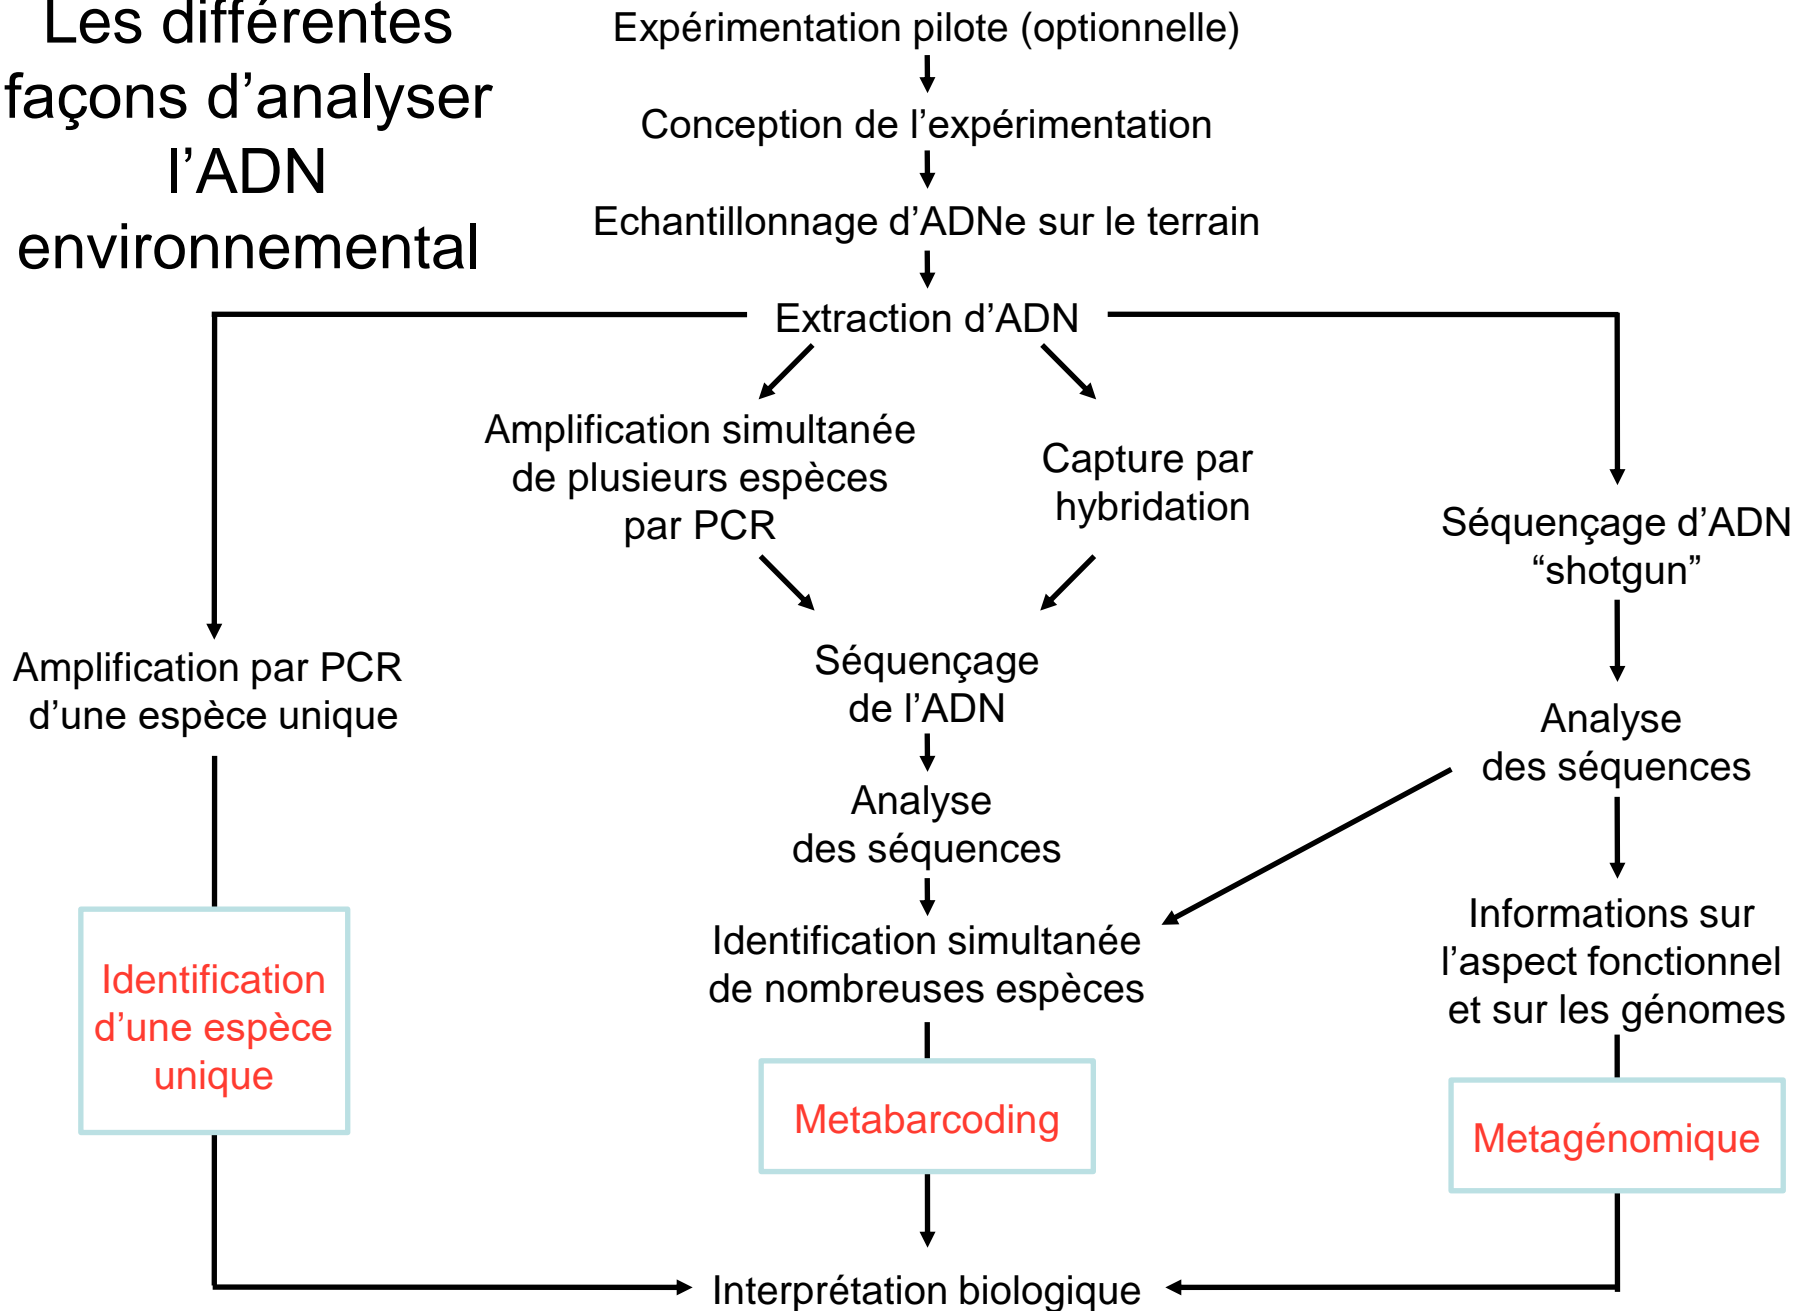 Les différentes
façons d’analyser
l’ADN
environnemental
Expérimentation pilote (optionnelle)
Conception de l’expérimentation
Echantillonnage d’ADNe sur le terrain
Extraction d’ADN
Amplification simultanée
de plusieurs espèces
par PCR
Capture par
hybridation
Séquençage d’ADN
“shotgun”
Amplification par PCR
d’une espèce unique
Séquençage
de l’ADN
Analyse
des séquences
Analyse
des séquences
Identification simultanée
de nombreuses espèces
Informations sur
l’aspect fonctionnel
et sur les génomes
Identification
d’une espèce
unique
Metabarcoding
Metagénomique
Interprétation biologique